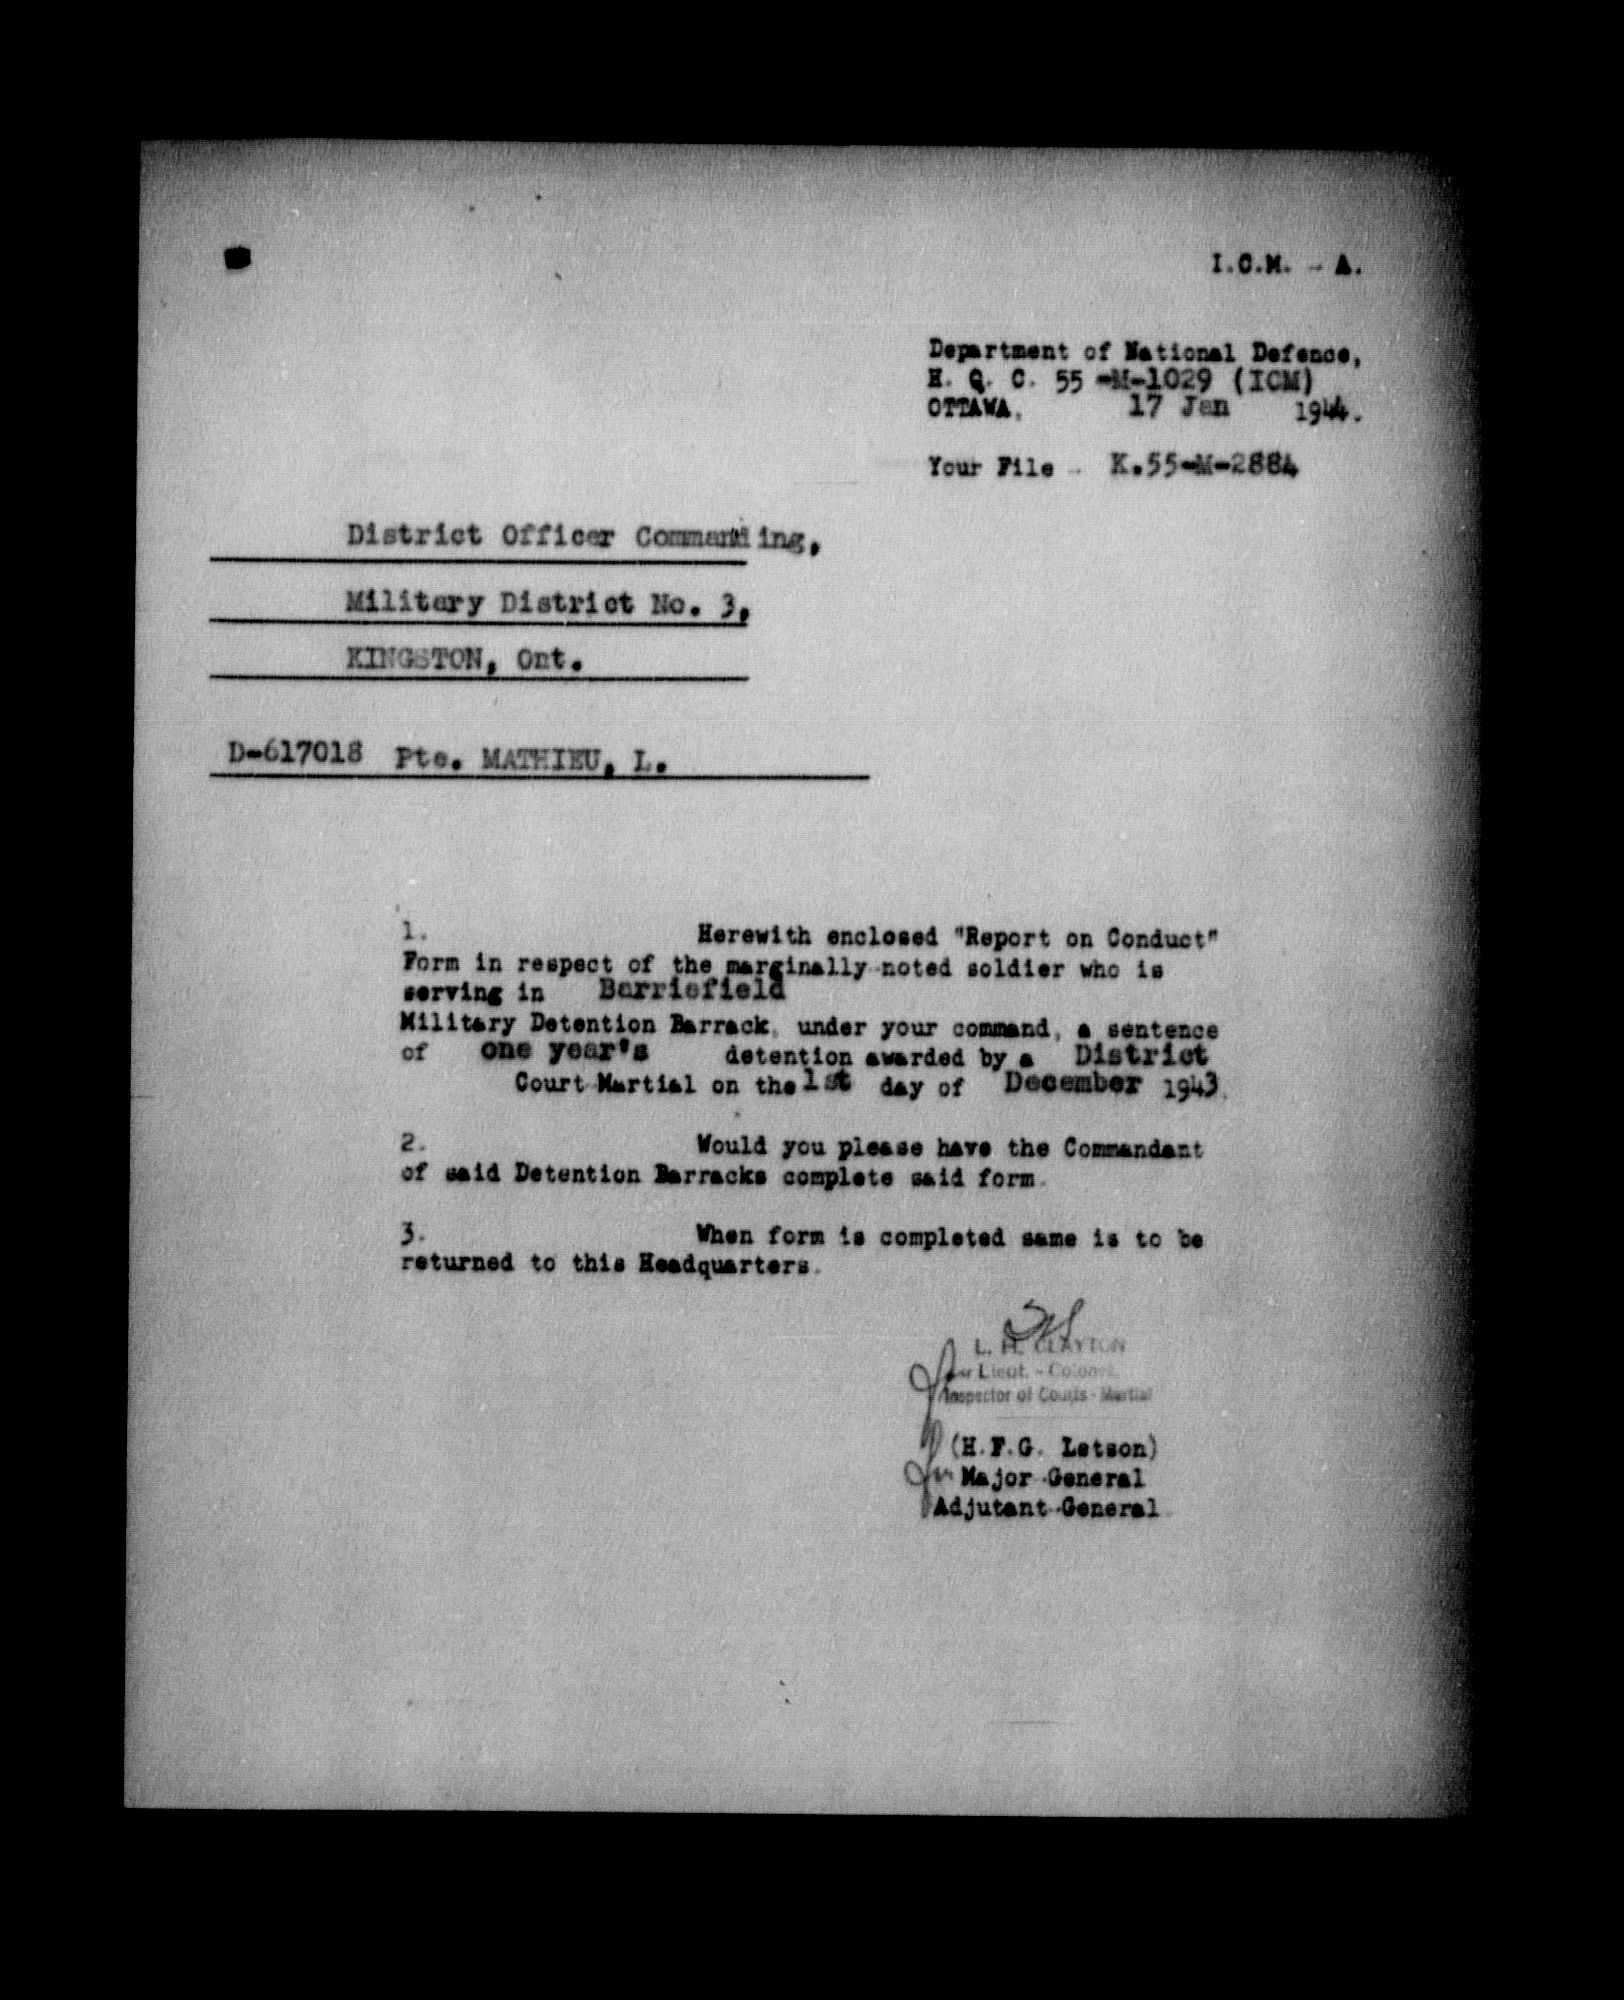 I.C.M. - A.
Department of National Defence,
H. Q. C. 55 -M-1029 (ICM)
OTTAWA, 17 Jan 1944.
Your File - K.55-M-2884
District Officer Commanding,
Military District No. 3,
KINGSTON, Ont.
D-617018 Pte. MATHIEU, L.
1. Herewith enclosed "Report on Conduct"
Form in respect of the marginally-noted soldier who is
serving in Barriefield
Military Detention Barrack, under your command, a sentence
of one year's detention awarded by a District
Court-Martial on the 1st day of December 1943.
2. Would you please have the Commandant
of said Detention Barracks complete said form.
3. When form is completed same is to be
returned to this Headquarters.
L. H. CLAYTON
for Lieut. - Colonel,
Inspector of Courts - Martial
(H.F.G. Letson)
for Major-General
Adjutant-General.